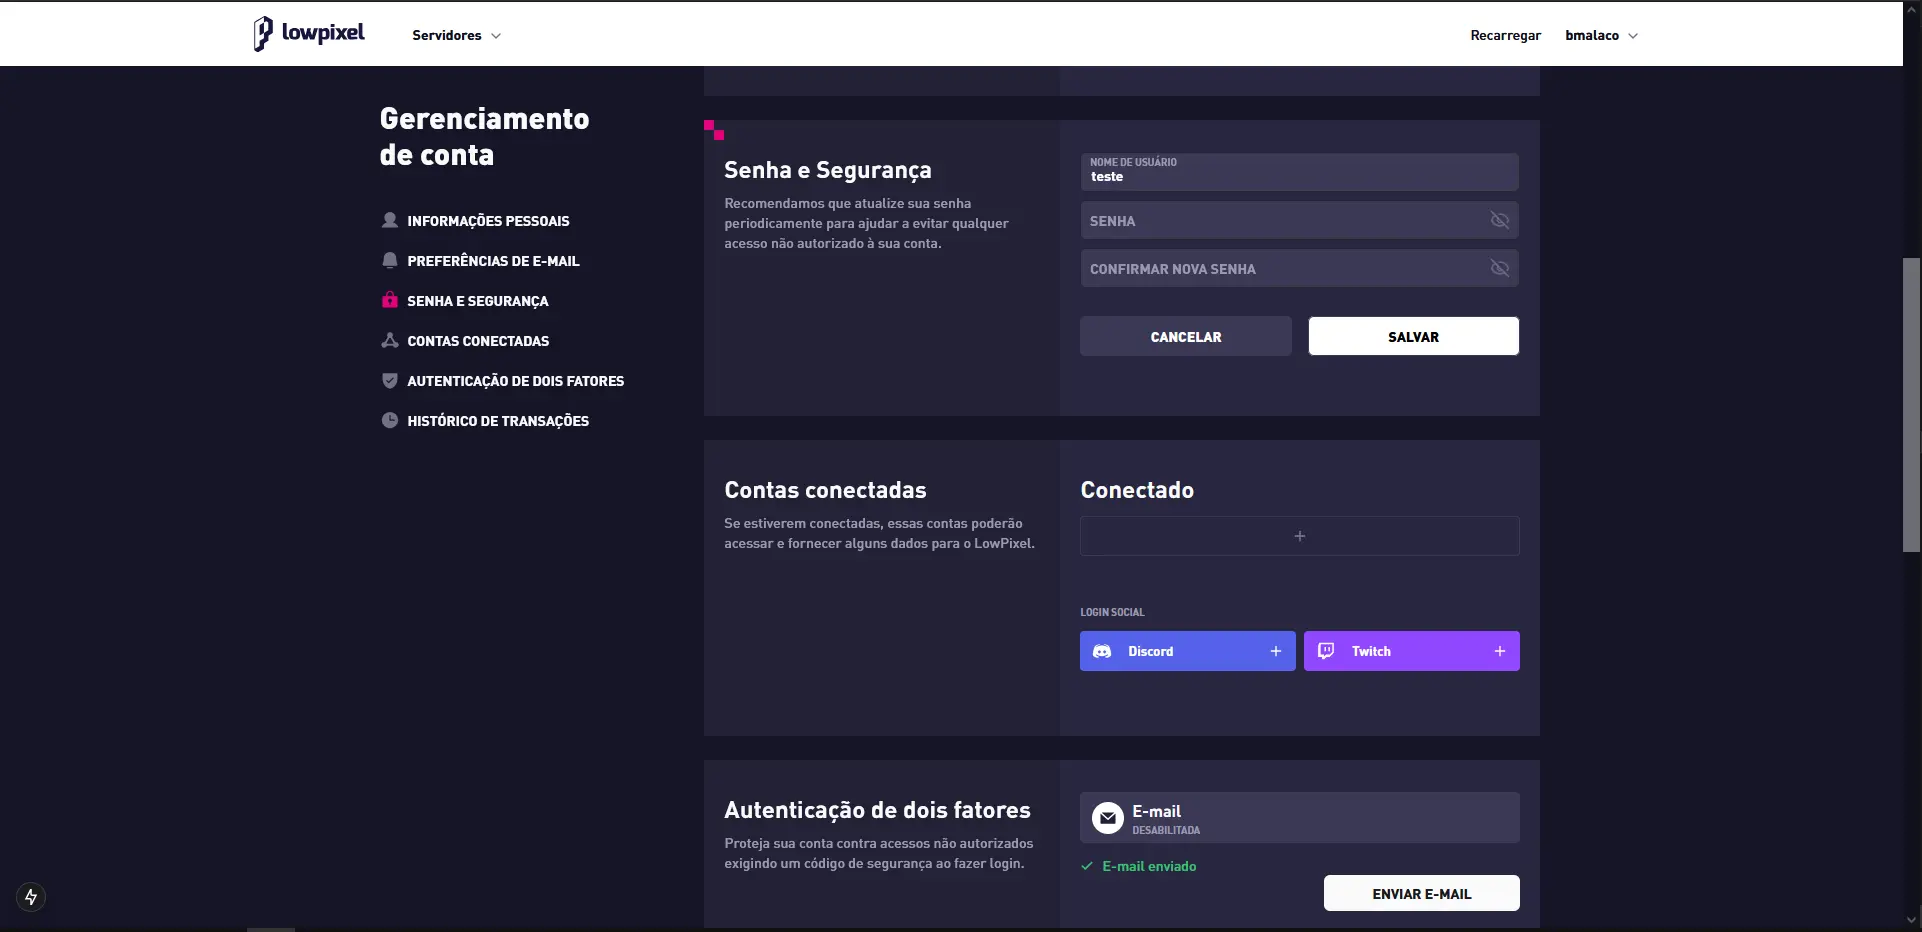 lowpixel
Servidores
Recarregar
bmalaco
Gerenciamento
de conta
INFORMAÇÕES PESSOAIS
PREFERÊNCIAS DE E-MAIL
SENHA E SEGURANÇA
CONTAS CONECTADAS
AUTENTICAÇÃO DE DOIS FATORES
HISTÓRICO DE TRANSAÇÕES
Senha e Segurança
Recomendamos que atualize sua senha
periodicamente para ajudar a evitar qualquer
acesso não autorizado à sua conta.
NOME DE USUÁRIO
teste
SENHA
CONFIRMAR NOVA SENHA
CANCELAR
SALVAR
Contas conectadas
Se estiverem conectadas, essas contas poderão
acessar e fornecer alguns dados para o LowPixel.
Conectado
+
LOGIN SOCIAL
Discord +
Twitch +
Autenticação de dois fatores
Proteja sua conta contra acessos não autorizados
exigindo um código de segurança ao fazer login.
E-mail
DESABILITADA
E-mail enviado
ENVIAR E-MAIL